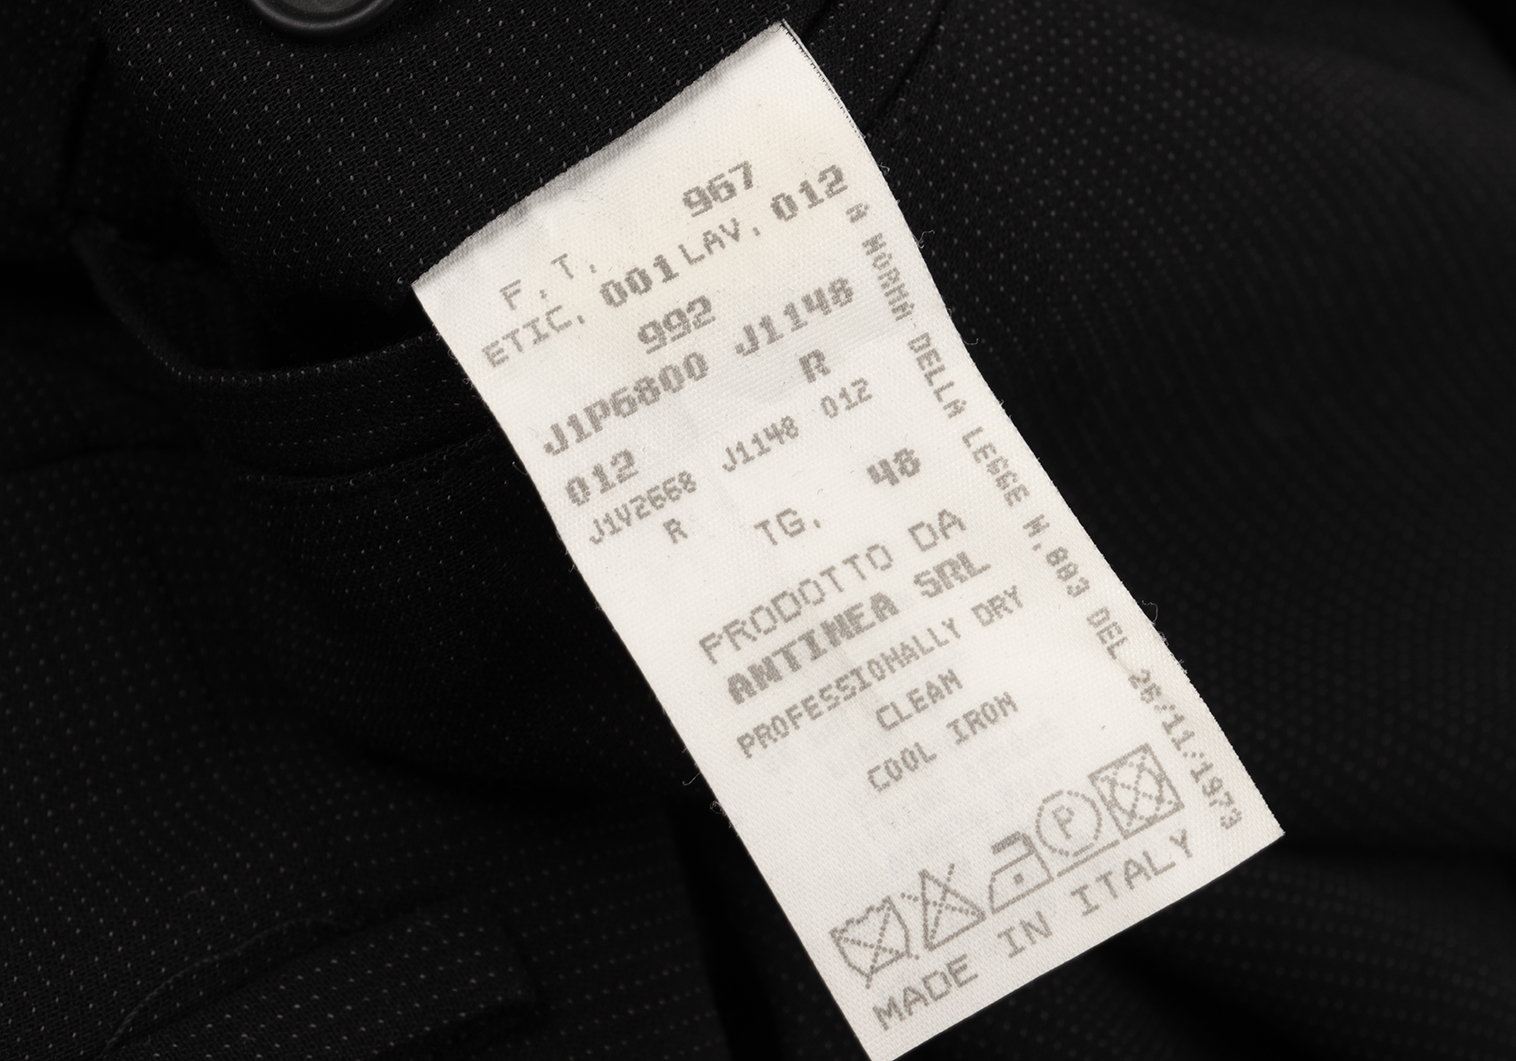 967
F. T.
ETIC. 001 LAV. 012
992
J1P6800 J1148
012 R
J1V2668 J1148 012
R
TG. 48
PRODOTTO DA
ANTINEA SRL
PROFESSIONALLY DRY
CLEAN
COOL IRON
P
MADE IN ITALY
A NORMA DELLA LEGGE N.883 DEL 26/11/1973